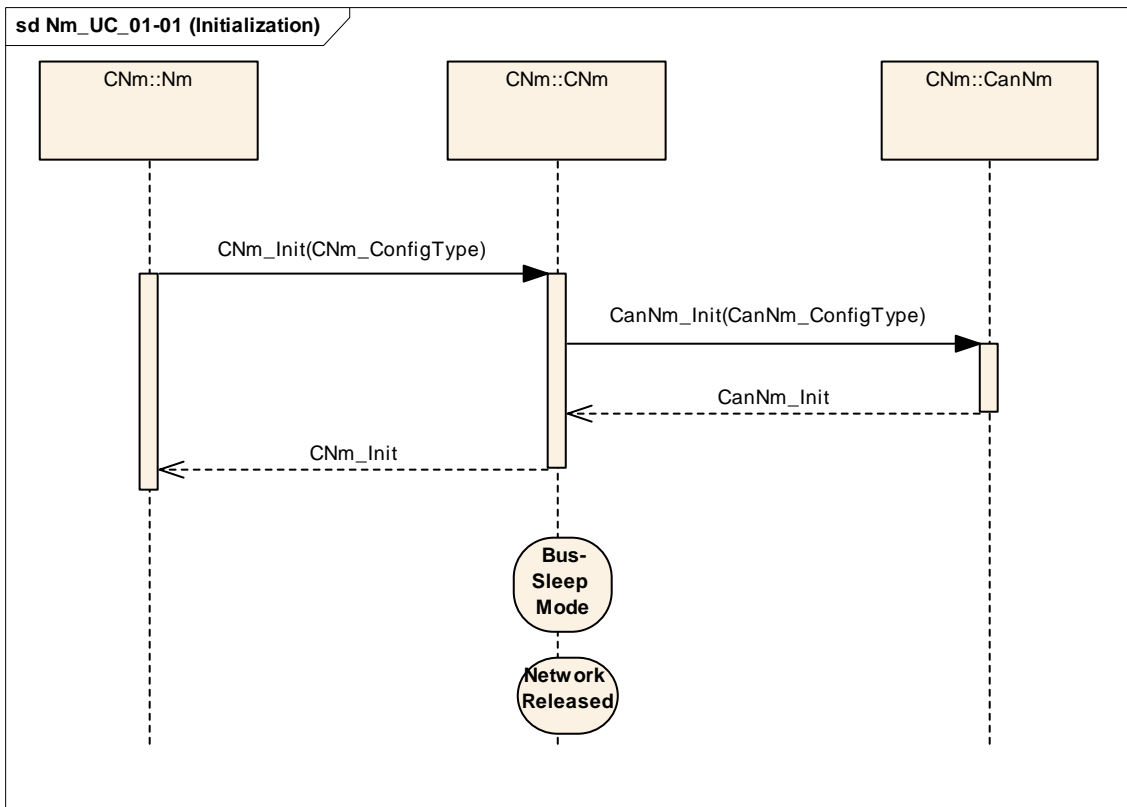 sd Nm_UC_01-01 (Initialization)
CNm::Nm
CNm::CNm
CNm::CanNm
CNm_Init(CNm_ConfigType)
CanNm_Init(CanNm_ConfigType)
CanNm_Init
CNm_Init
Bus-
Sleep
Mode
Network
Released